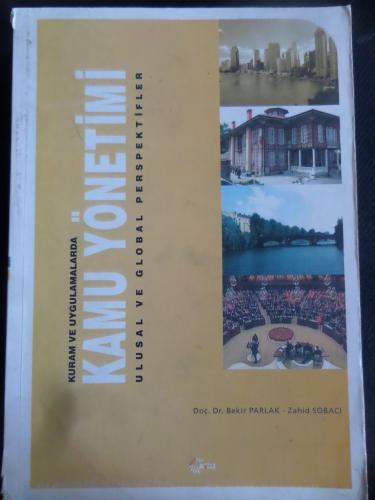 KURAM VE UYGULAMALARDA
KAMU YÖNETİMİ
ULUSAL VE GLOBAL PERSPEKTİFLER
Doç. Dr. Bekir PARLAK - Zahid SOBACI